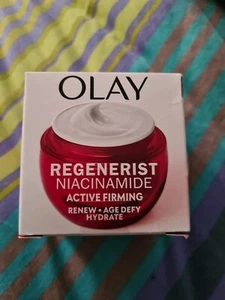 OLAY
REGENERIST
NIACINAMIDE
ACTIVE FIRMING
RENEW • AGE DEFY
HYDRATE